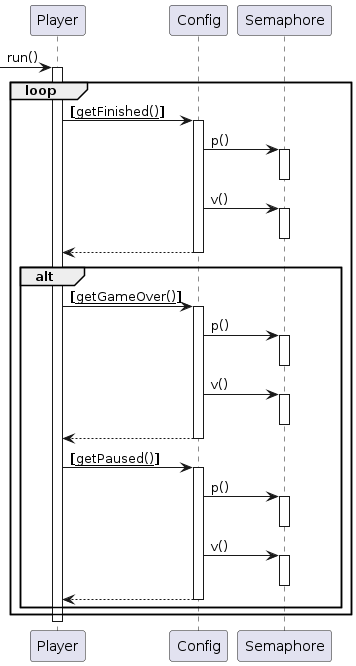 Player Config Semaphore
run()
loop
[getFinished()]
p()
v()
alt
[getGameOver()]
p()
v()
[getPaused()]
p()
v()
Player Config Semaphore